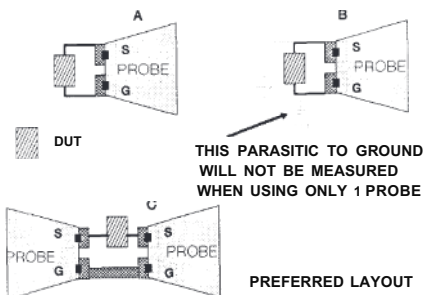 A
B
S
PROBE
G
S
PROBE
G
DUT
THIS PARASITIC TO GROUND
WILL NOT BE MEASURED
WHEN USING ONLY 1 PROBE
C
S
S
PROBE
PROBE
G
G
PREFERRED LAYOUT